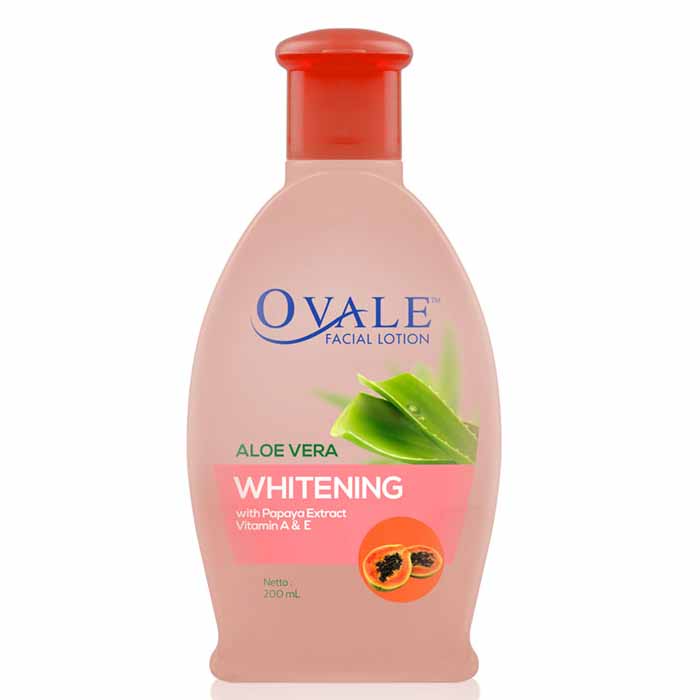 OVALE™
FACIAL LOTION
ALOE VERA
WHITENING
with Papaya Extract
Vitamin A & E
Netto :
200 mL